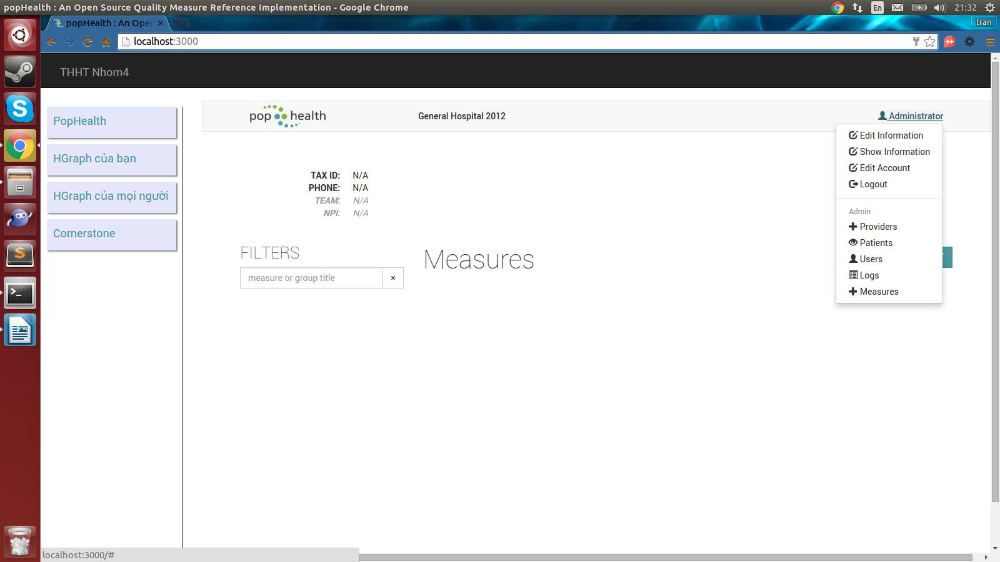 popHealth : An Open Source Quality Measure Reference Implementation - Google Chrome
En
21:32
popHealth : An Oper
tran
localhost:3000
THHT Nhom4
PopHealth
HGraph của bạn
HGraph của mọi người
Cornerstone
pop health
General Hospital 2012
Administrator
Edit Information
Show Information
Edit Account
Logout
Admin
Providers
Patients
Users
Logs
Measures
TAX ID: N/A
PHONE: N/A
TEAM: N/A
NPI: N/A
FILTERS
measure or group title
×
Measures
localhost:3000/#